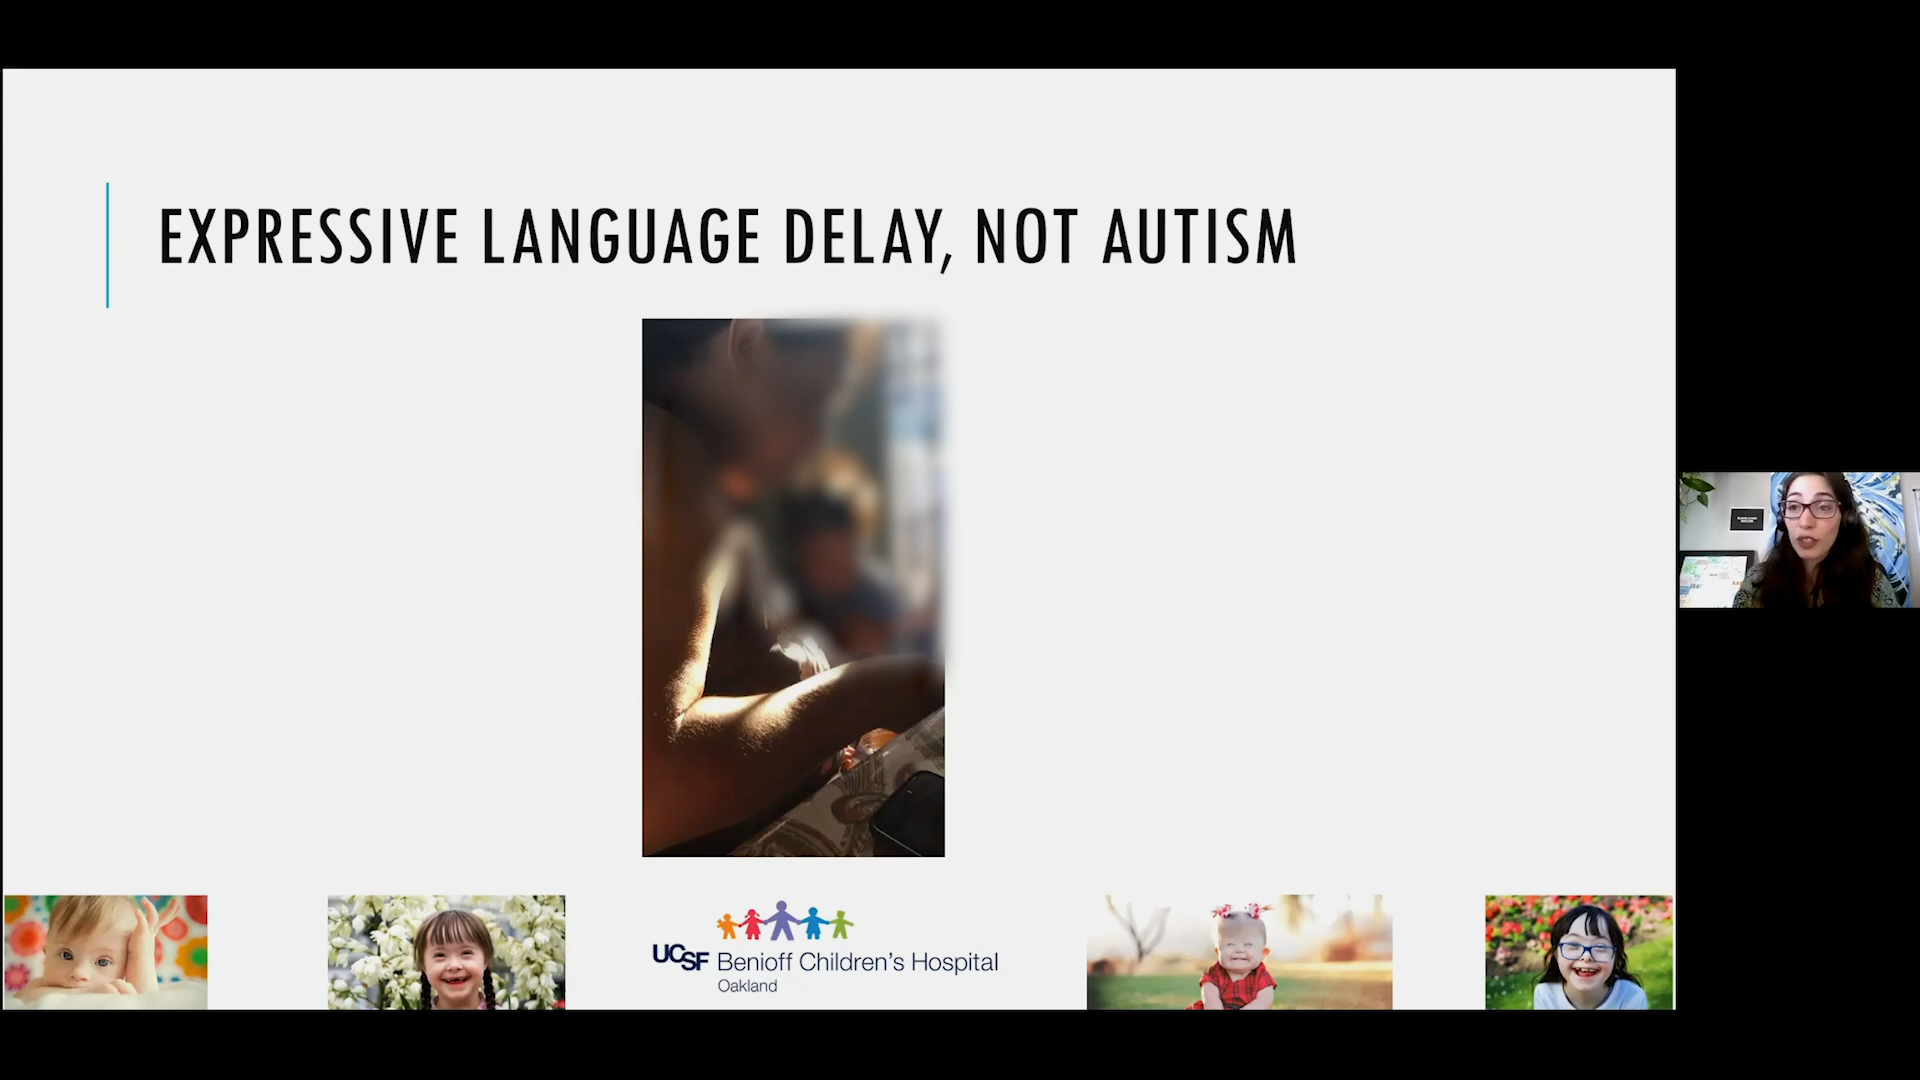 EXPRESSIVE LANGUAGE DELAY, NOT AUTISM
UCSF Benioff Children's Hospital
Oakland